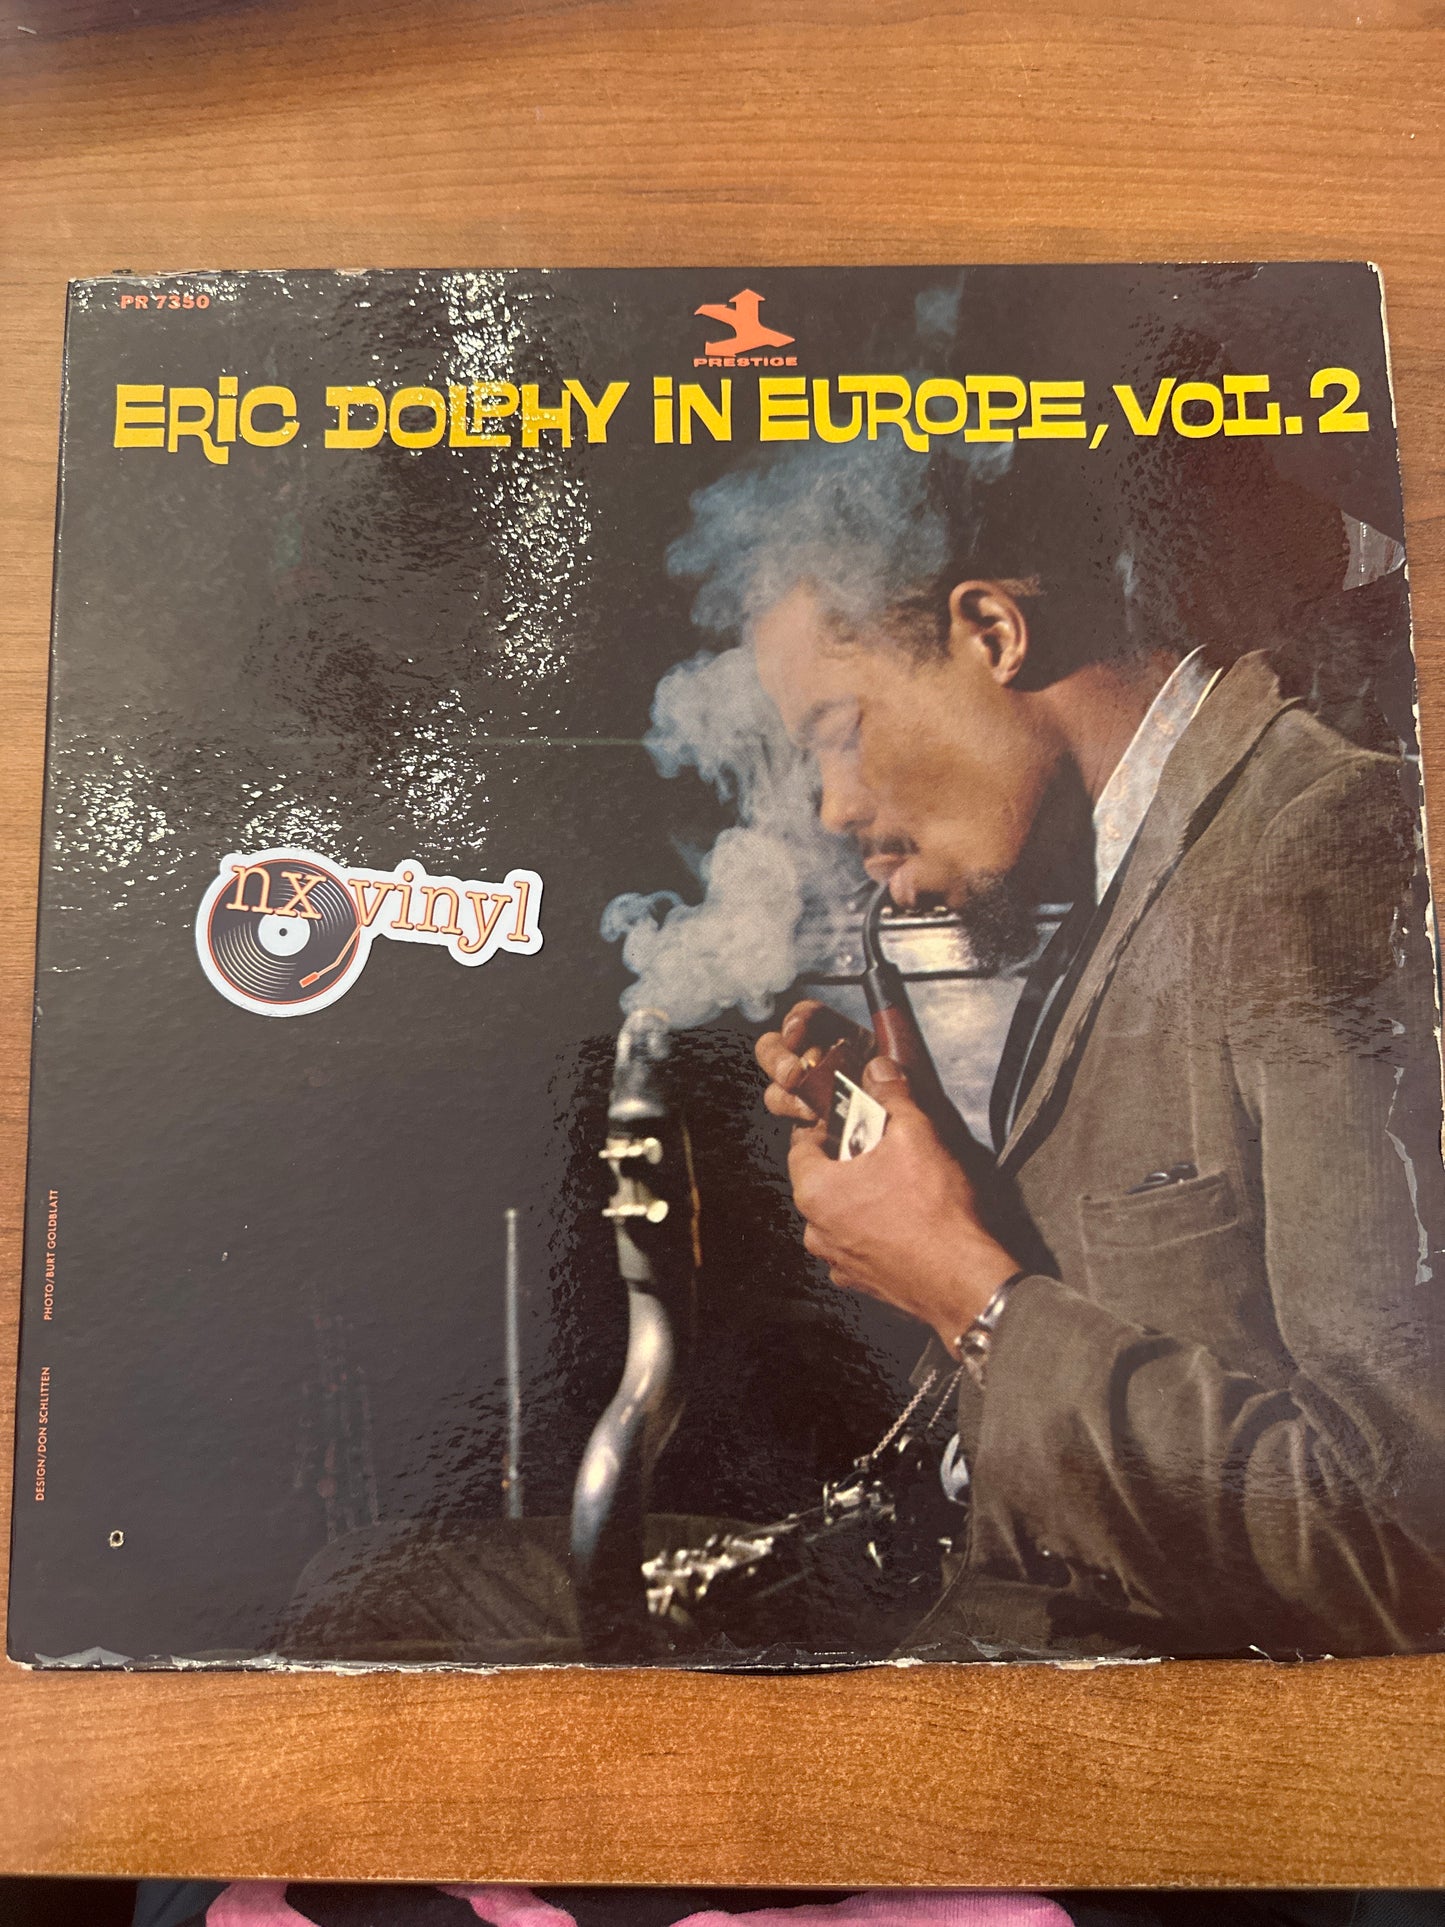 PR 7350
PRESTIGE
ERIC DOLPHY IN EUROPE, VOL. 2
nx vinyl
PHOTO/BURT GOLDBLATT
DESIGN/DON SCHLITTEN